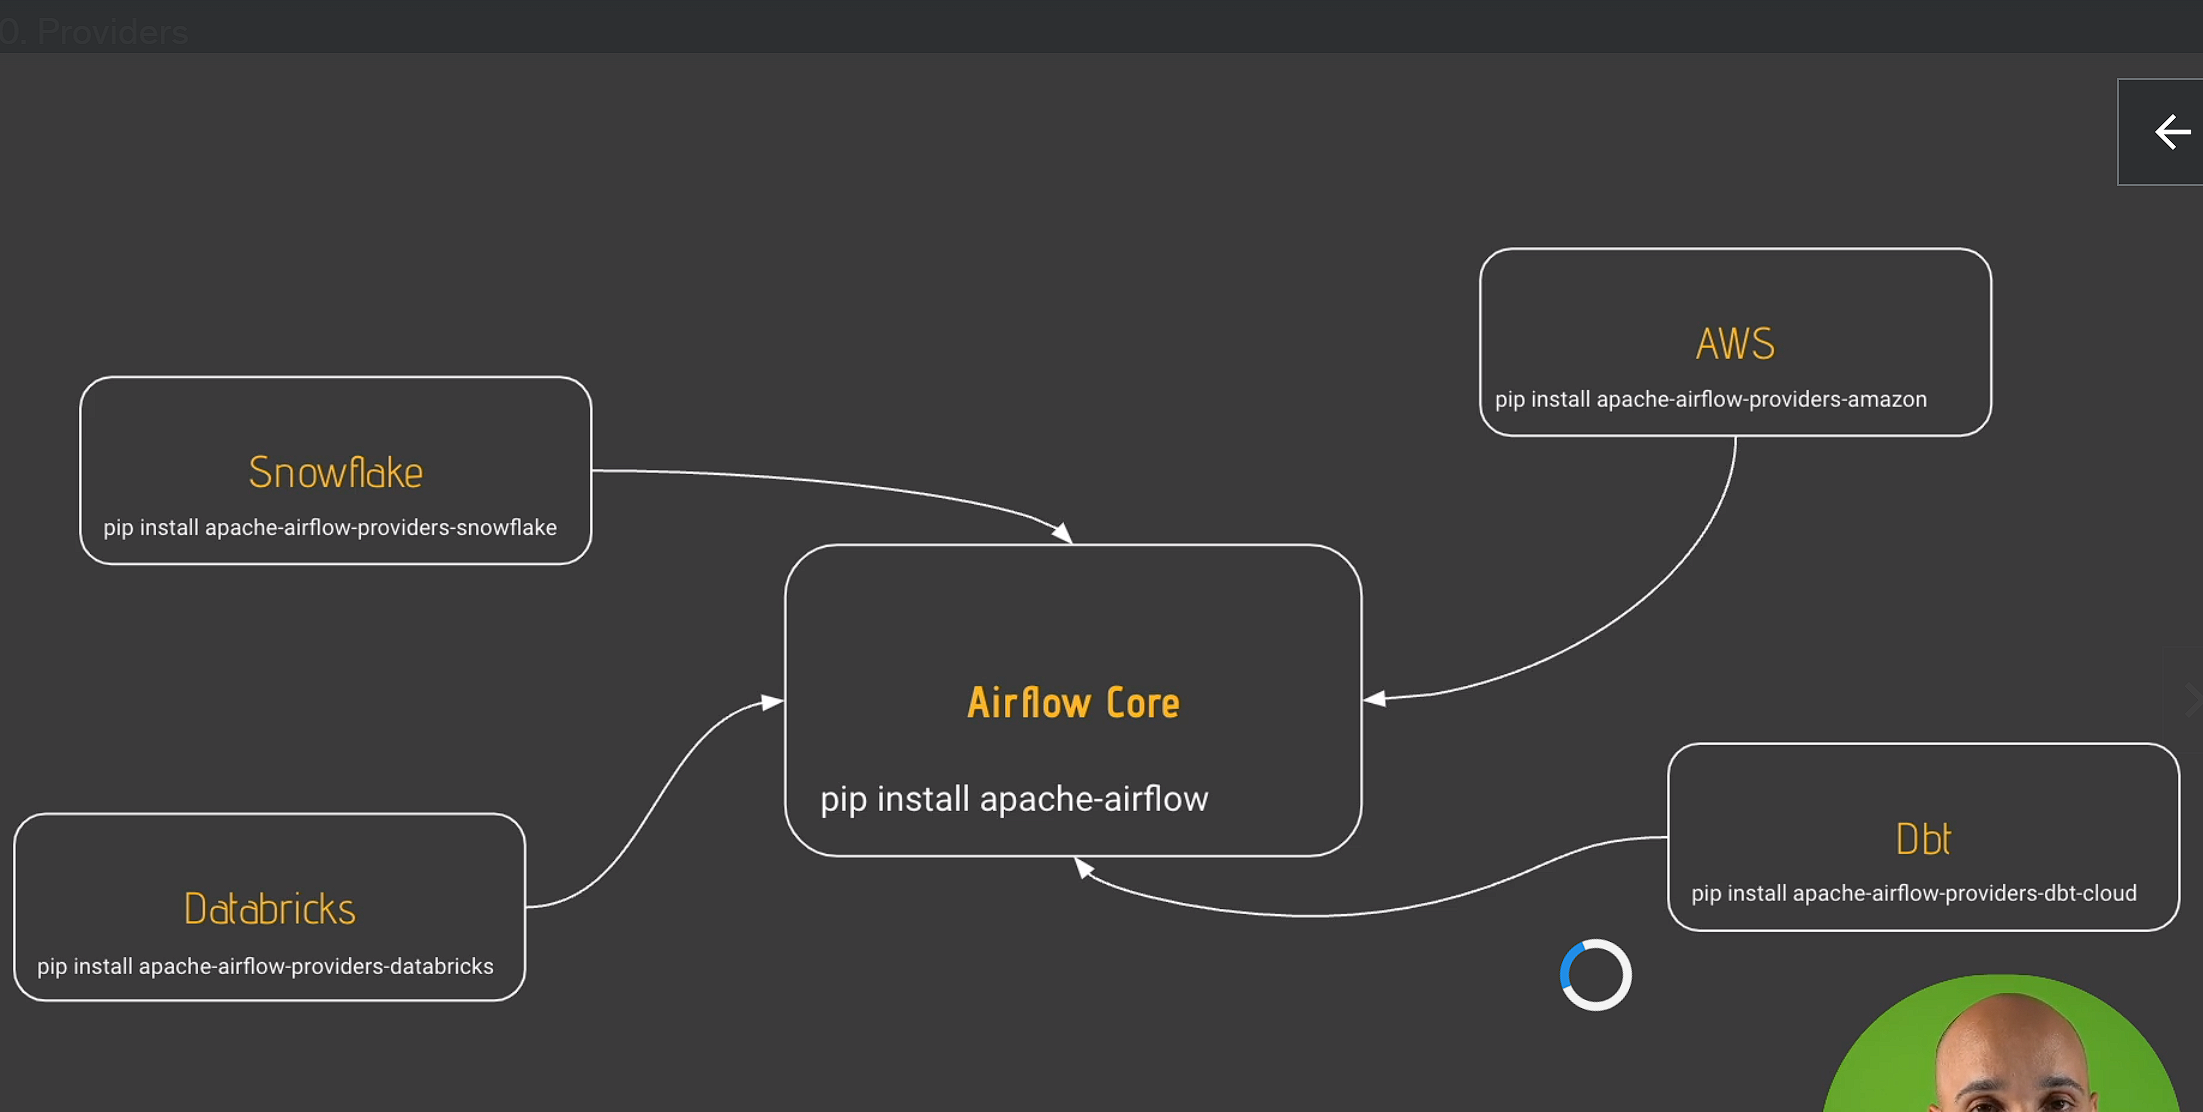 0. Providers
AWS
pip install apache-airflow-providers-amazon
Snowflake
pip install apache-airflow-providers-snowflake
Airflow Core
pip install apache-airflow
Dbt
pip install apache-airflow-providers-dbt-cloud
Databricks
pip install apache-airflow-providers-databricks